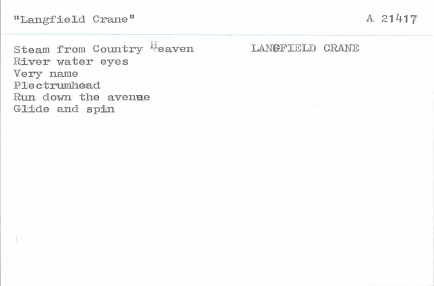 "Langfield Crane" A 21417
Steam from Country Heaven LANGFIELD CRANE
River water eyes
Very name
Plectrumhead
Run down the avenue
Glide and spin